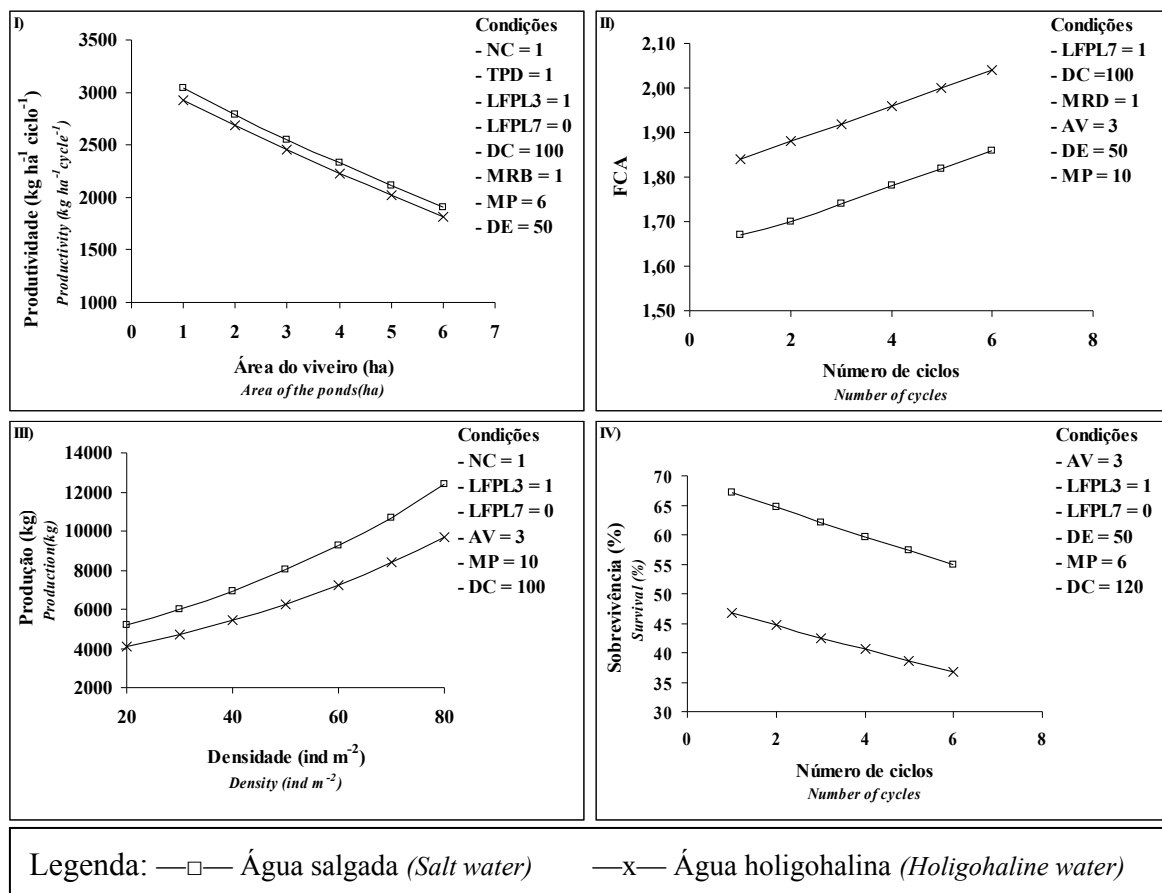 I)
Condições
- NC = 1
- TPD = 1
- LFPL3 = 1
- LFPL7 = 0
- DC = 100
- MRB = 1
- MP = 6
- DE = 50
Produtividade (kg ha⁻¹ ciclo⁻¹)
Productivity (kg ha⁻¹ cycle⁻¹)
3500
3000
2500
2000
1500
1000
0 1 2 3 4 5 6 7
Área do viveiro (ha)
Area of the ponds(ha)
II)
Condições
- LFPL7 = 1
- DC =100
- MRD = 1
- AV = 3
- DE = 50
- MP = 10
FCA
2,10
2,00
1,90
1,80
1,70
1,60
1,50
0 2 4 6 8
Número de ciclos
Number of cycles
III)
Condições
- NC = 1
- LFPL3 = 1
- LFPL7 = 0
- AV = 3
- MP = 10
- DC = 100
Produção (kg)
Production(kg)
14000
12000
10000
8000
6000
4000
2000
20 40 60 80
Densidade (ind m⁻²)
Density (ind m⁻²)
IV)
Condições
- AV = 3
- LFPL3 = 1
- LFPL7 = 0
- DE = 50
- MP = 6
- DC = 120
Sobrevivência (%)
Survival (%)
70
65
60
55
50
45
40
35
30
0 2 4 6 8
Número de ciclos
Number of cycles
Legenda: Água salgada (Salt water) Água holigohalina (Holigohaline water)